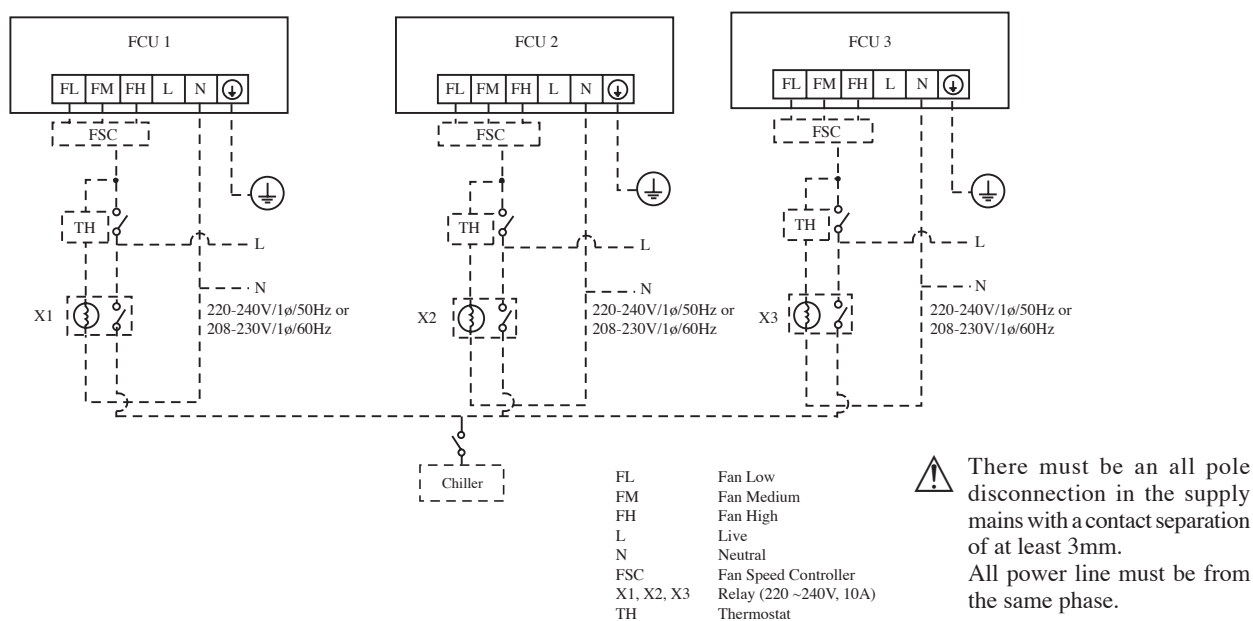 FCU 1
FL FM FH L N
FSC
TH
L
N
X1
220-240V/1ø/50Hz or
208-230V/1ø/60Hz
FCU 2
FL FM FH L N
FSC
TH
L
N
X2
220-240V/1ø/50Hz or
208-230V/1ø/60Hz
FCU 3
FL FM FH L N
FSC
TH
L
N
X3
220-240V/1ø/50Hz or
208-230V/1ø/60Hz
Chiller
FL Fan Low
FM Fan Medium
FH Fan High
L Live
N Neutral
FSC Fan Speed Controller
X1, X2, X3 Relay (220 ~240V, 10A)
TH Thermostat
There must be an all pole
disconnection in the supply
mains with a contact separation
of at least 3mm.
All power line must be from
the same phase.